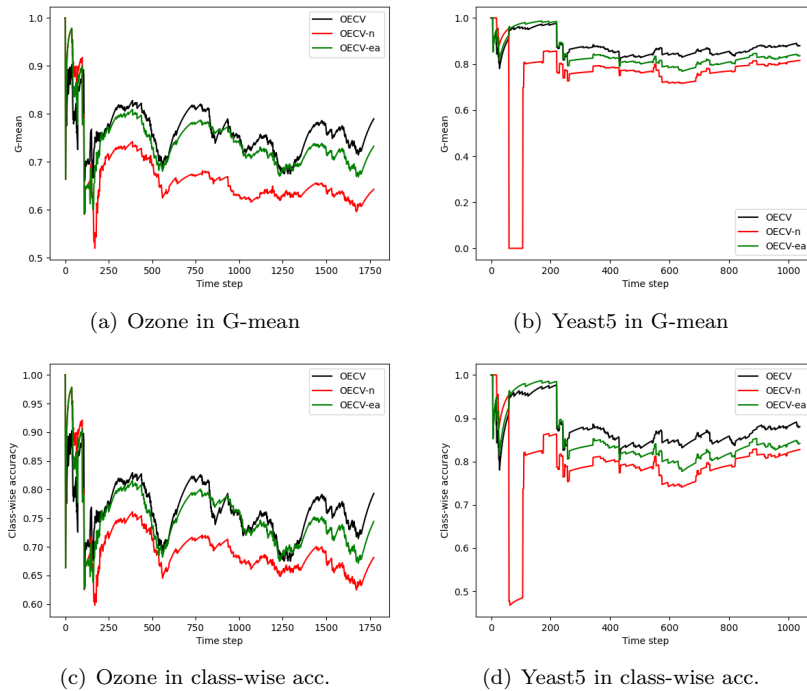 1.0
0.9
0.8
0.7
0.6
0.5
G-mean
0
250
500
750
1000
1250
1500
1750
Time step
OECV
OECV-n
OECV-ea
(a) Ozone in G-mean
1.0
0.8
0.6
0.4
0.2
0.0
G-mean
0
200
400
600
800
1000
Time step
OECV
OECV-n
OECV-ea
(b) Yeast5 in G-mean
1.00
0.95
0.90
0.85
0.80
0.75
0.70
0.65
0.60
Class-wise accuracy
0
250
500
750
1000
1250
1500
1750
Time step
OECV
OECV-n
OECV-ea
(c) Ozone in class-wise acc.
1.0
0.9
0.8
0.7
0.6
0.5
Class-wise accuracy
0
200
400
600
800
1000
Time step
OECV
OECV-n
OECV-ea
(d) Yeast5 in class-wise acc.